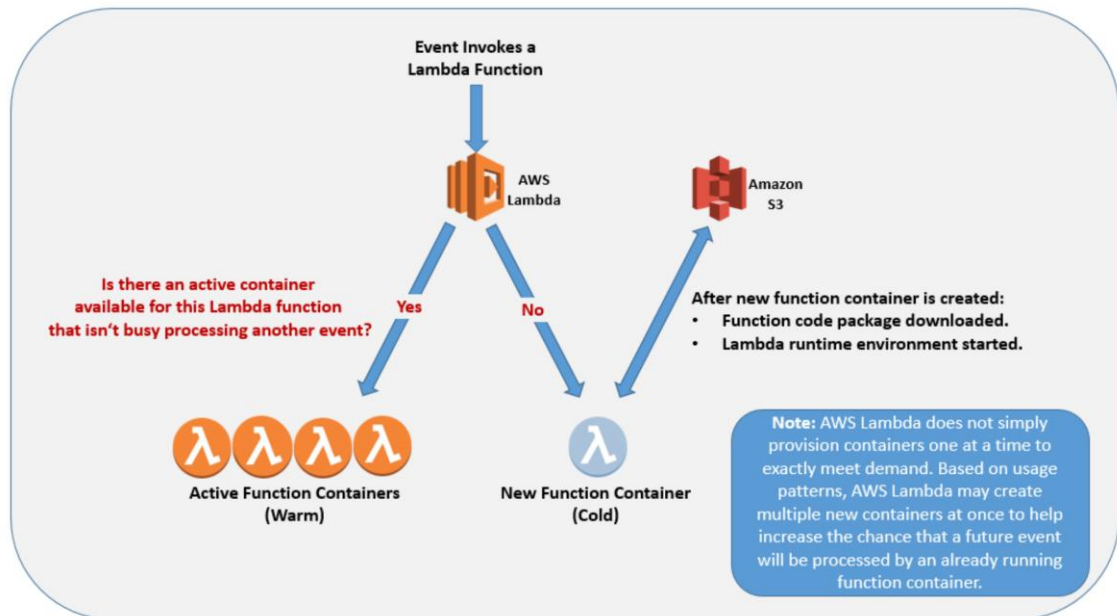 Event Invokes a
Lambda Function
AWS
Lambda
Amazon
S3
Is there an active container
available for this Lambda function
that isn‘t busy processing another event?
Yes
No
After new function container is created:
• Function code package downloaded.
• Lambda runtime environment started.
λ λ λ λ
Active Function Containers
(Warm)
λ
New Function Container
(Cold)
Note: AWS Lambda does not simply
provision containers one at a time to
exactly meet demand. Based on usage
patterns, AWS Lambda may create
multiple new containers at once to help
increase the chance that a future event
will be processed by an already running
function container.